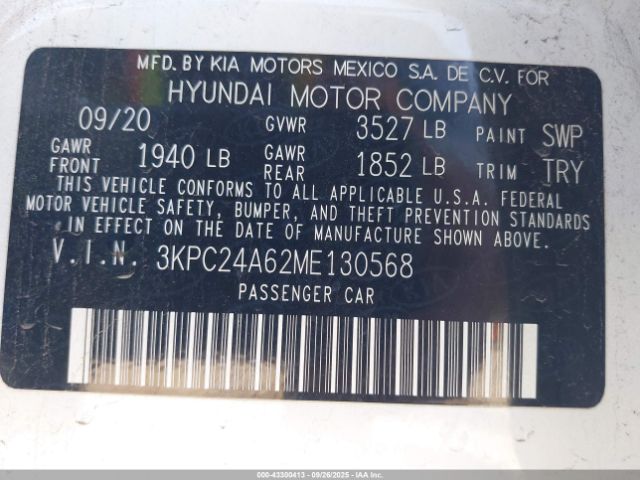 MFD. BY KIA MOTORS MEXICO S.A. DE C.V. FOR
HYUNDAI MOTOR COMPANY
09/20 GVWR 3527 LB PAINT SWP
GAWR FRONT 1940 LB GAWR REAR 1852 LB TRIM TRY
THIS VEHICLE CONFORMS TO ALL APPLICABLE U.S.A. FEDERAL
MOTOR VEHICLE SAFETY, BUMPER, AND THEFT PREVENTION STANDARDS
IN EFFECT ON THE DATE OF MANUFACTURE SHOWN ABOVE.
V.I.N. 3KPC24A62ME130568
PASSENGER CAR
000-43300413 - 09/26/2025 - COPART